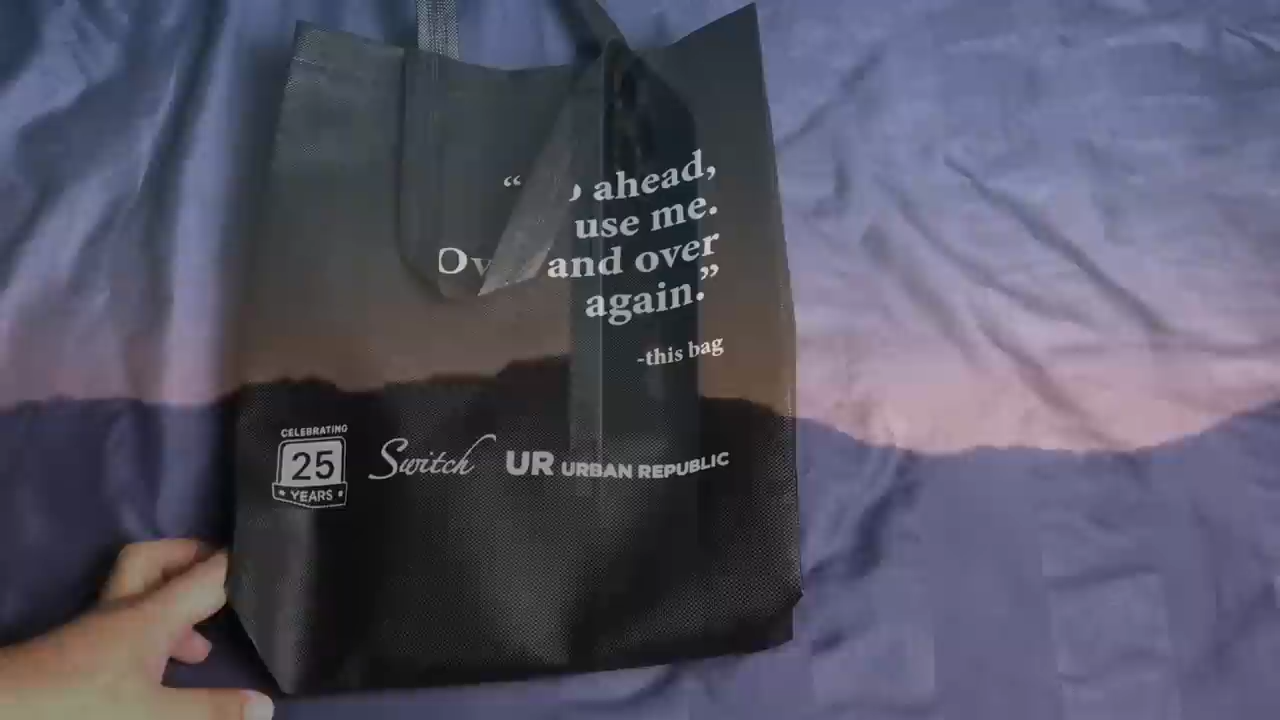 “ ahead,
use me.
and over
again.”
-this bag
CELEBRATING
25
YEARS
Switch
UR URBAN REPUBLIC